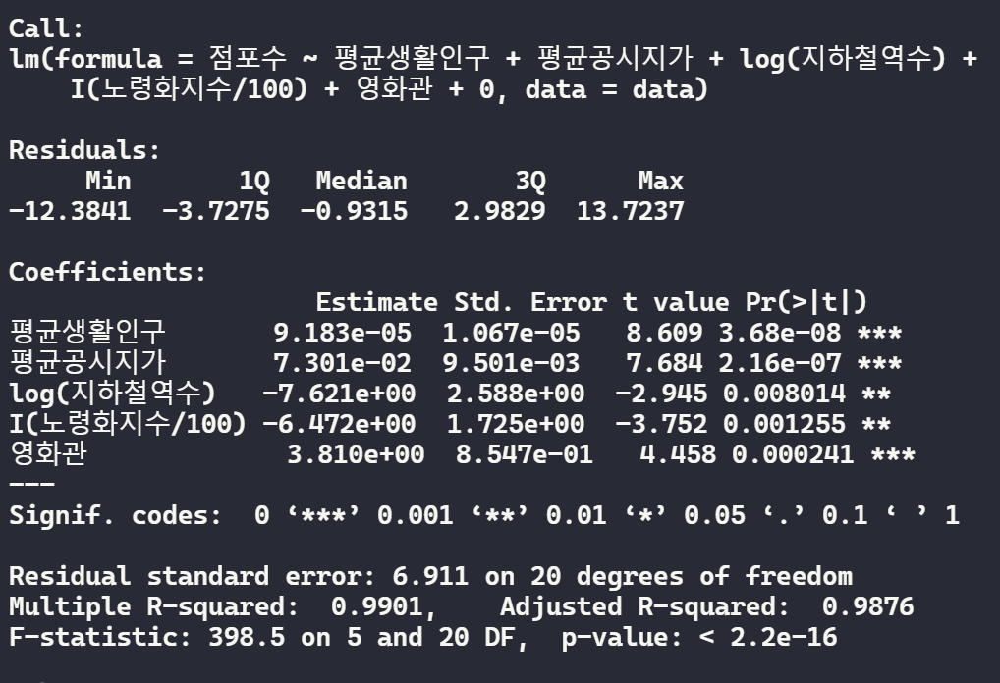 Call:
lm(formula = 점포수 ~ 평균생활인구 + 평균공시지가 + log(지하철역수) +
    I(노령화지수/100) + 영화관 + 0, data = data)
Residuals:
     Min       1Q   Median       3Q      Max
-12.3841  -3.7275  -0.9315   2.9829  13.7237
Coefficients:
                    Estimate Std. Error t value Pr(>|t|)
평균생활인구       9.183e-05  1.067e-05   8.609 3.68e-08 ***
평균공시지가       7.301e-02  9.501e-03   7.684 2.16e-07 ***
log(지하철역수)   -7.621e+00  2.588e+00  -2.945 0.008014 **
I(노령화지수/100) -6.472e+00  1.725e+00  -3.752 0.001255 **
영화관             3.810e+00  8.547e-01   4.458 0.000241 ***
---
Signif. codes:  0 ‘***’ 0.001 ‘**’ 0.01 ‘*’ 0.05 ‘.’ 0.1 ‘ ’ 1
Residual standard error: 6.911 on 20 degrees of freedom
Multiple R-squared:  0.9901,    Adjusted R-squared:  0.9876
F-statistic: 398.5 on 5 and 20 DF,  p-value: < 2.2e-16